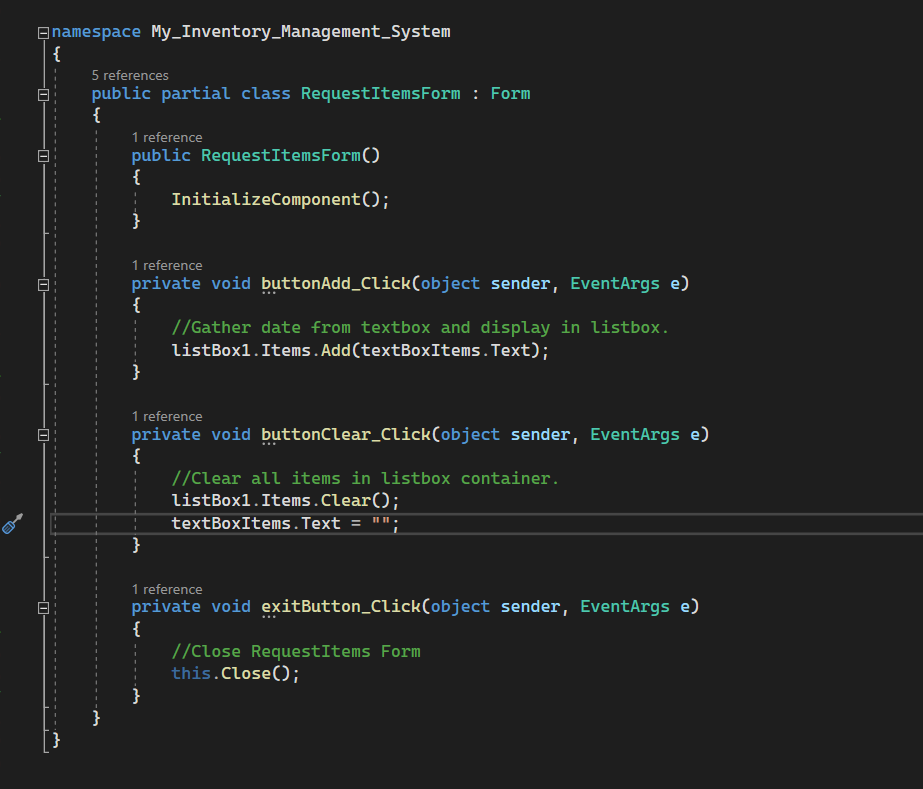 namespace My_Inventory_Management_System
{
5 references
public partial class RequestItemsForm : Form
{
1 reference
public RequestItemsForm()
{
InitializeComponent();
}
1 reference
private void buttonAdd_Click(object sender, EventArgs e)
{
//Gather date from textbox and display in listbox.
listBox1.Items.Add(textBoxItems.Text);
}
1 reference
private void buttonClear_Click(object sender, EventArgs e)
{
//Clear all items in listbox container.
listBox1.Items.Clear();
textBoxItems.Text = "";
}
1 reference
private void exitButton_Click(object sender, EventArgs e)
{
//Close RequestItems Form
this.Close();
}
}
}